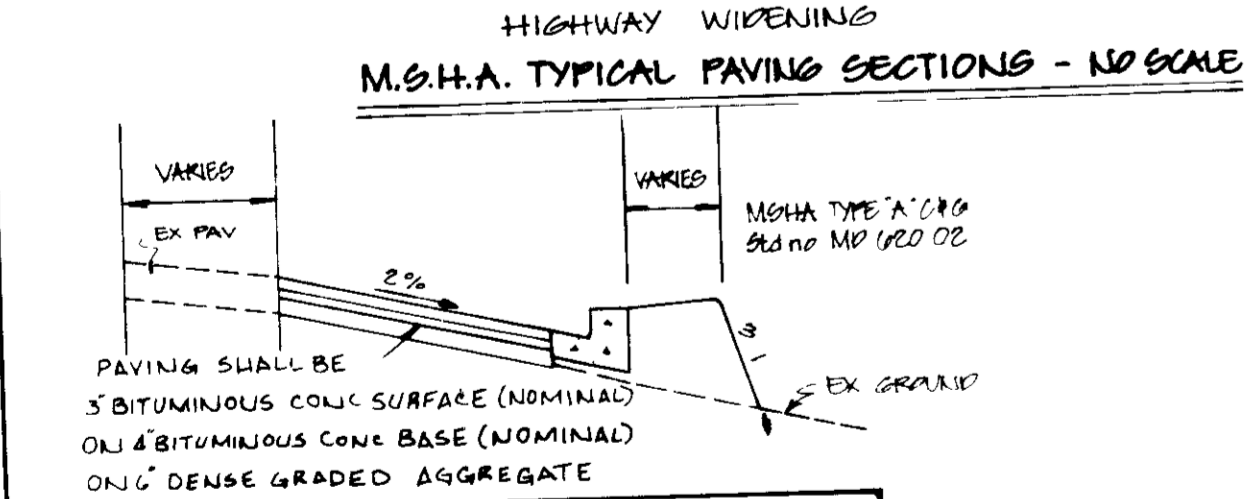 HIGHWAY WIDENING
M.S.H.A. TYPICAL PAVING SECTIONS - NO SCALE
VARIES
VARIES
MSHA TYPE "A" C&G
Std no MD 620 02
EX PAV
2%
3
1
PAVING SHALL BE
3" BITUMINOUS CONC SURFACE (NOMINAL)
EX GROUND
ON 4" BITUMINOUS CONC BASE (NOMINAL)
ON 6" DENSE GRADED AGGREGATE